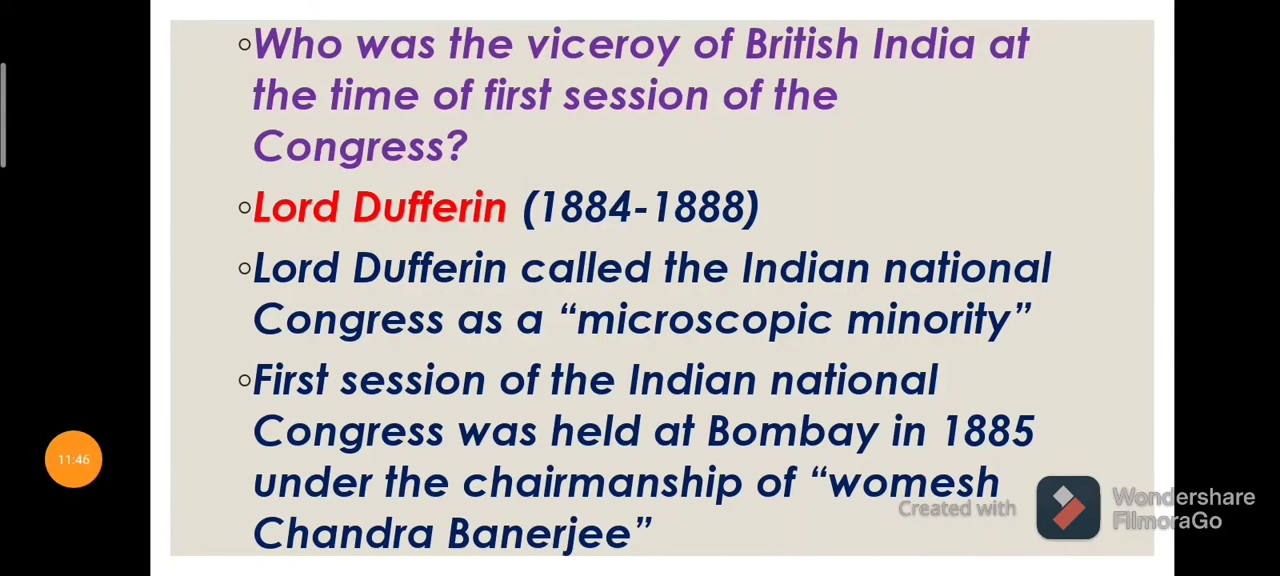 Who was the viceroy of British India at
the time of first session of the
Congress?
Lord Dufferin (1884-1888)
Lord Dufferin called the Indian national
Congress as a “microscopic minority”
First session of the Indian national
Congress was held at Bombay in 1885
under the chairmanship of “womesh
Chandra Banerjee”
11:46
Created with
Wondershare
FilmoraGo